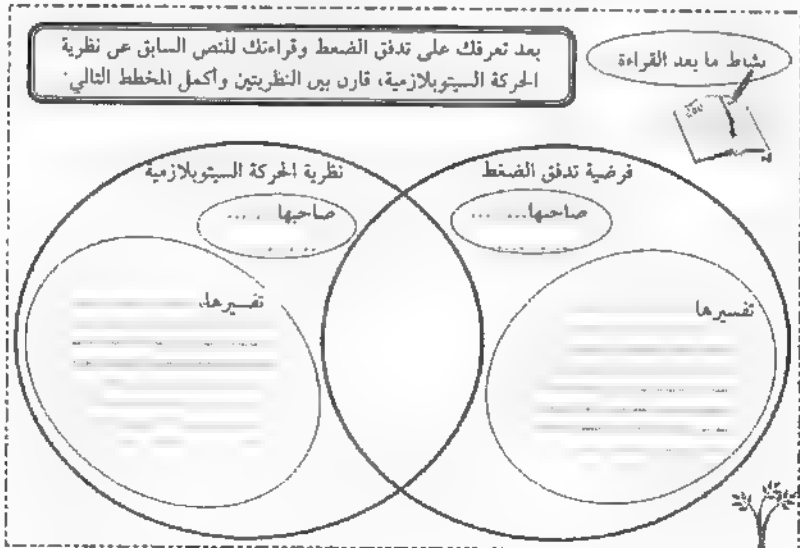 نشاط ما بعد القراءة
بعد تعرفك على تدفق الضغط وقراءتك للنص السابق عن نظرية
الحركة السيتوبلازمية، قارن بين النظريتين وأكمل المخطط التالي:
فرضية تدفق الضغط
صاحبها... ...
تفسيرها
نظرية الحركة السيتوبلازمية
صاحبها . ...
تفسيرها